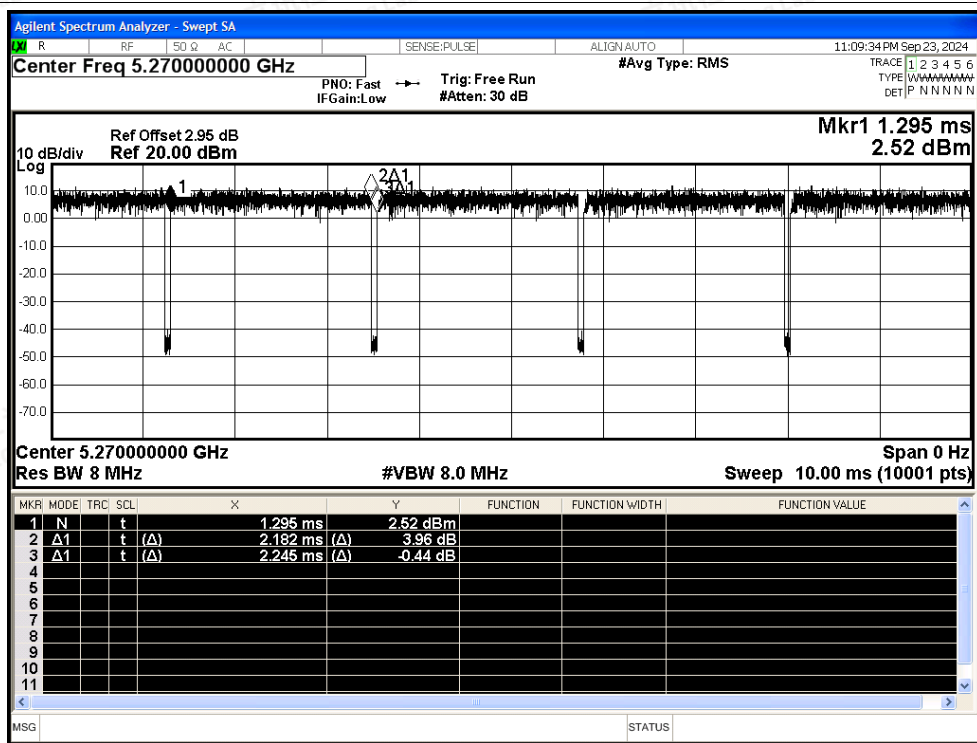 Agilent Spectrum Analyzer - Swept SA
LXI R RF 50 Ω AC SENSE:PULSE ALIGN AUTO 11:09:34 PM Sep 23, 2024
Center Freq 5.270000000 GHz #Avg Type: RMS TRACE 1 2 3 4 5 6
PNO: Fast Trig: Free Run TYPE WWWWWW
IFGain:Low #Atten: 30 dB DET P N N N N N
Mkr1 1.295 ms
Ref Offset 2.95 dB
10 dB/div Ref 20.00 dBm 2.52 dBm
Log
2Δ1
1 3Δ1
10.0
0.00
-10.0
-20.0
-30.0
-40.0
-50.0
-60.0
-70.0
Center 5.270000000 GHz Span 0 Hz
Res BW 8 MHz #VBW 8.0 MHz Sweep 10.00 ms (10001 pts)
MKR MODE TRC SCL X Y FUNCTION FUNCTION WIDTH FUNCTION VALUE
1 N t 1.295 ms 2.52 dBm
2 Δ1 t (Δ) 2.182 ms (Δ) 3.96 dB
3 Δ1 t (Δ) 2.245 ms (Δ) -0.44 dB
4
5
6
7
8
9
10
11
MSG STATUS